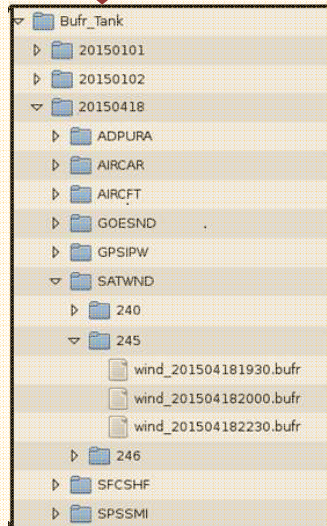 Bufr_Tank
20150101
20150102
20150418
ADPURA
AIRCAR
AIRCFT
GOESND
GPSIPW
SATWND
240
245
wind_201504181930.bufr
wind_201504182000.bufr
wind_201504182230.bufr
246
SFCSHF
SPSSMI